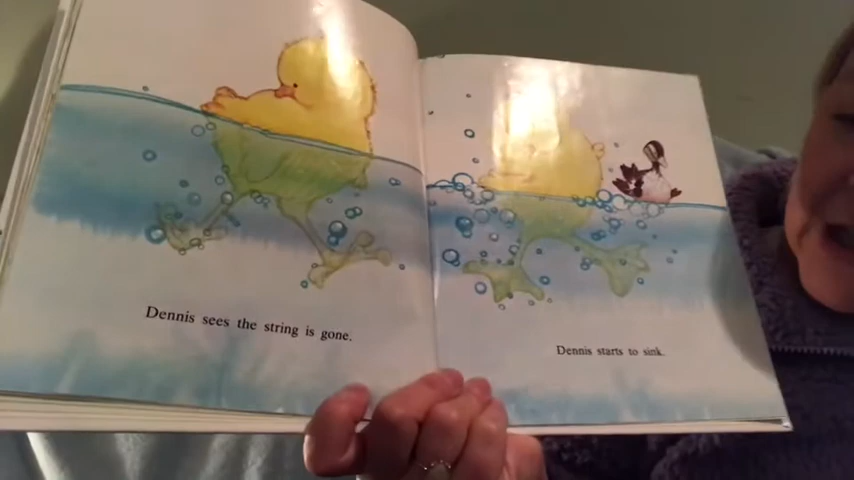 Dennis sees the string is gone.
Dennis starts to sink.